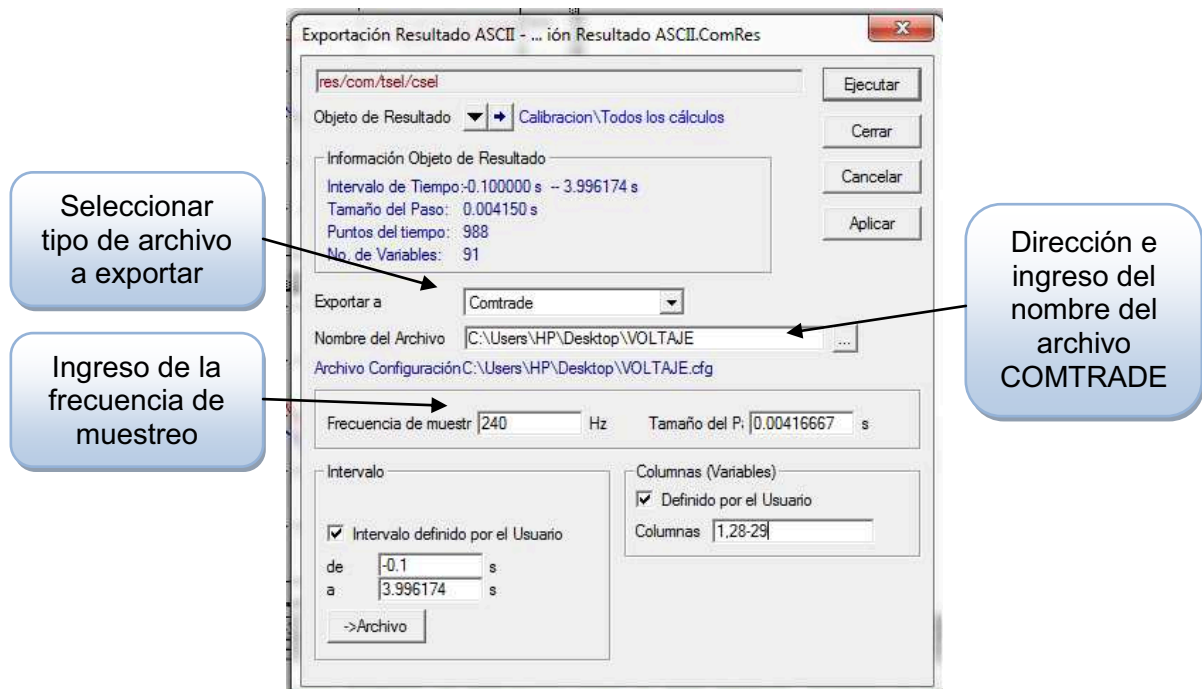 Exportación Resultado ASCII - ... ión Resultado ASCII.ComRes
res/com/tsel/csel
Ejecutar
Objeto de Resultado Calibracion\Todos los cálculos
Cerrar
Información Objeto de Resultado
Cancelar
Intervalo de Tiempo:-0.100000 s -- 3.996174 s
Tamaño del Paso: 0.004150 s
Aplicar
Puntos del tiempo: 988
No. de Variables: 91
Seleccionar
tipo de archivo
a exportar
Exportar a Comtrade
Nombre del Archivo C:\Users\HP\Desktop\VOLTAJE ...
Archivo Configuración C:\Users\HP\Desktop\VOLTAJE.cfg
Dirección e
ingreso del
nombre del
archivo
COMTRADE
Ingreso de la
frecuencia de
muestreo
Frecuencia de muestr 240 Hz Tamaño del P 0.00416667 s
Intervalo
Columnas (Variables)
Definido por el Usuario
Intervalo definido por el Usuario
Columnas 1,28-29
de -0.1 s
a 3.996174 s
->Archivo